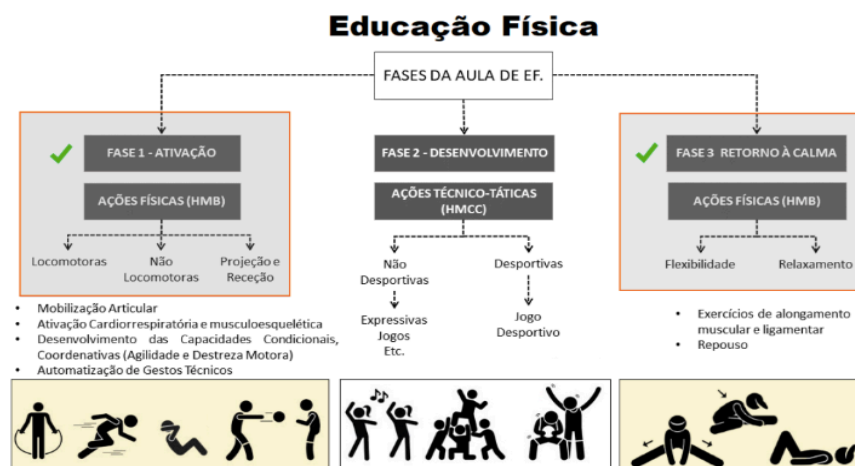 Educação Física
FASES DA AULA DE EF.
FASE 1 - ATIVAÇÃO
AÇÕES FÍSICAS (HMB)
Locomotoras
Não
Locomotoras
Projeção e
Receção
• Mobilização Articular
• Ativação Cardiorrespiratória e musculoesquelética
• Desenvolvimento das Capacidades Condicionais,
Coordenativas (Agilidade e Destreza Motora)
• Automatização de Gestos Técnicos
FASE 2 - DESENVOLVIMENTO
AÇÕES TÉCNICO-TÁTICAS
(HMCC)
Não
Desportivas
Desportivas
Expressivas
Jogos
Etc.
Jogo
Desportivo
FASE 3 RETORNO À CALMA
AÇÕES FÍSICAS (HMB)
Flexibilidade
Relaxamento
• Exercícios de alongamento
muscular e ligamentar
• Repouso